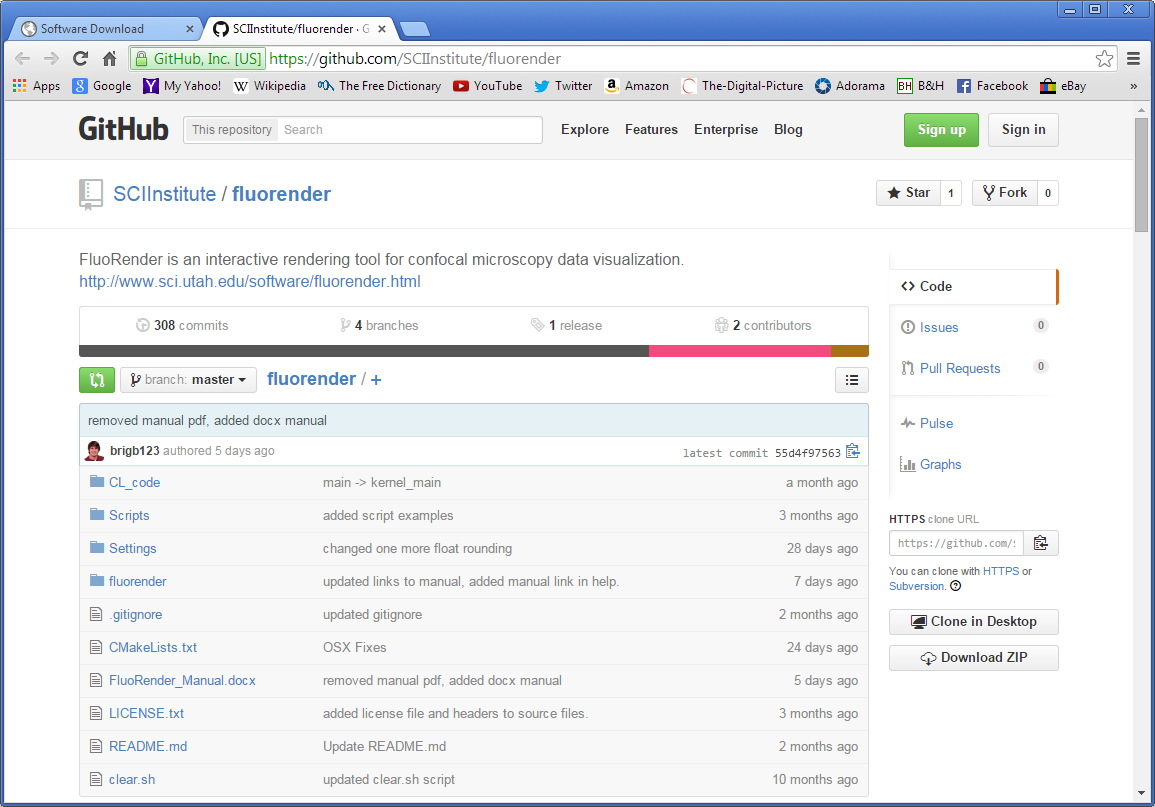 Software Download
SCIInstitute/fluorender · G
GitHub, Inc. [US] https://github.com/SCIInstitute/fluorender
Apps Google My Yahoo! Wikipedia The Free Dictionary YouTube Twitter Amazon The-Digital-Picture Adorama B&H Facebook eBay »
GitHub This repository Search Explore Features Enterprise Blog Sign up Sign in
SCIInstitute / fluorender Star 1 Fork 0
FluoRender is an interactive rendering tool for confocal microscopy data visualization.
http://www.sci.utah.edu/software/fluorender.html
308 commits 4 branches 1 release 2 contributors
branch: master fluorender / +
removed manual pdf, added docx manual
brigb123 authored 5 days ago latest commit 55d4f97563
CL_code main -> kernel_main a month ago
Scripts added script examples 3 months ago
Settings changed one more float rounding 28 days ago
fluorender updated links to manual, added manual link in help. 7 days ago
.gitignore updated gitignore 2 months ago
CMakeLists.txt OSX Fixes 24 days ago
FluoRender_Manual.docx removed manual pdf, added docx manual 5 days ago
LICENSE.txt added license file and headers to source files. 3 months ago
README.md Update README.md 2 months ago
clear.sh updated clear.sh script 10 months ago
Code
Issues 0
Pull Requests 0
Pulse
Graphs
HTTPS clone URL
https://github.com/S
You can clone with HTTPS or
Subversion.
Clone in Desktop
Download ZIP